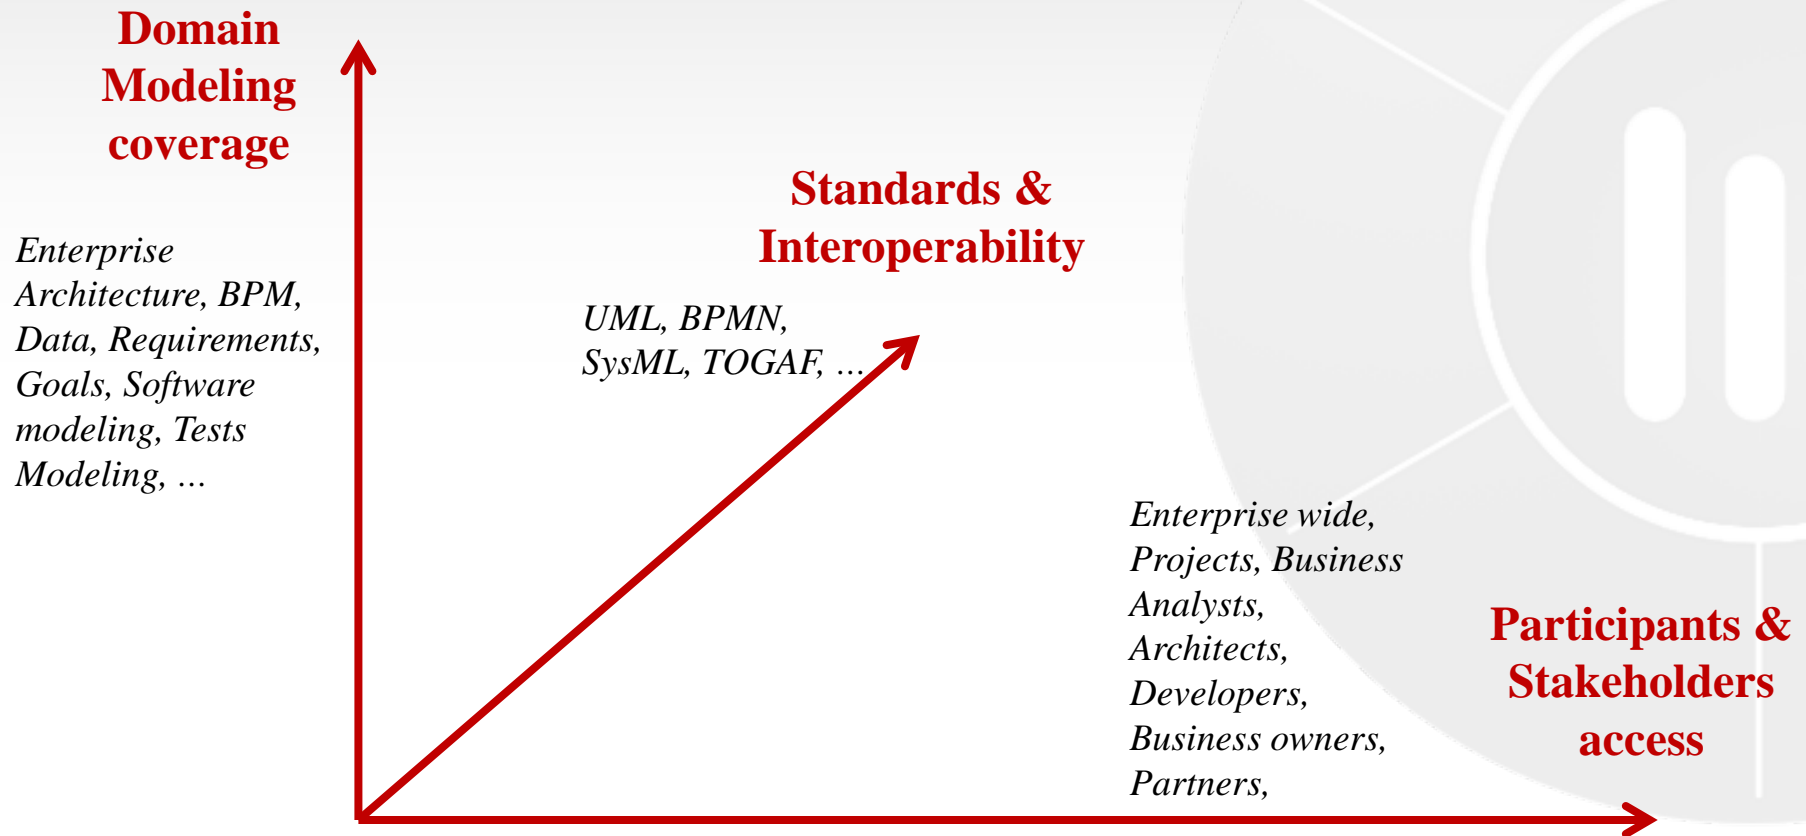 Domain
Modeling
coverage
Enterprise
Architecture, BPM,
Data, Requirements,
Goals, Software
modeling, Tests
Modeling, …
Standards &
Interoperability
UML, BPMN,
SysML, TOGAF, …
Enterprise wide,
Projects, Business
Analysts,
Architects,
Developers,
Business owners,
Partners,
Participants &
Stakeholders
access